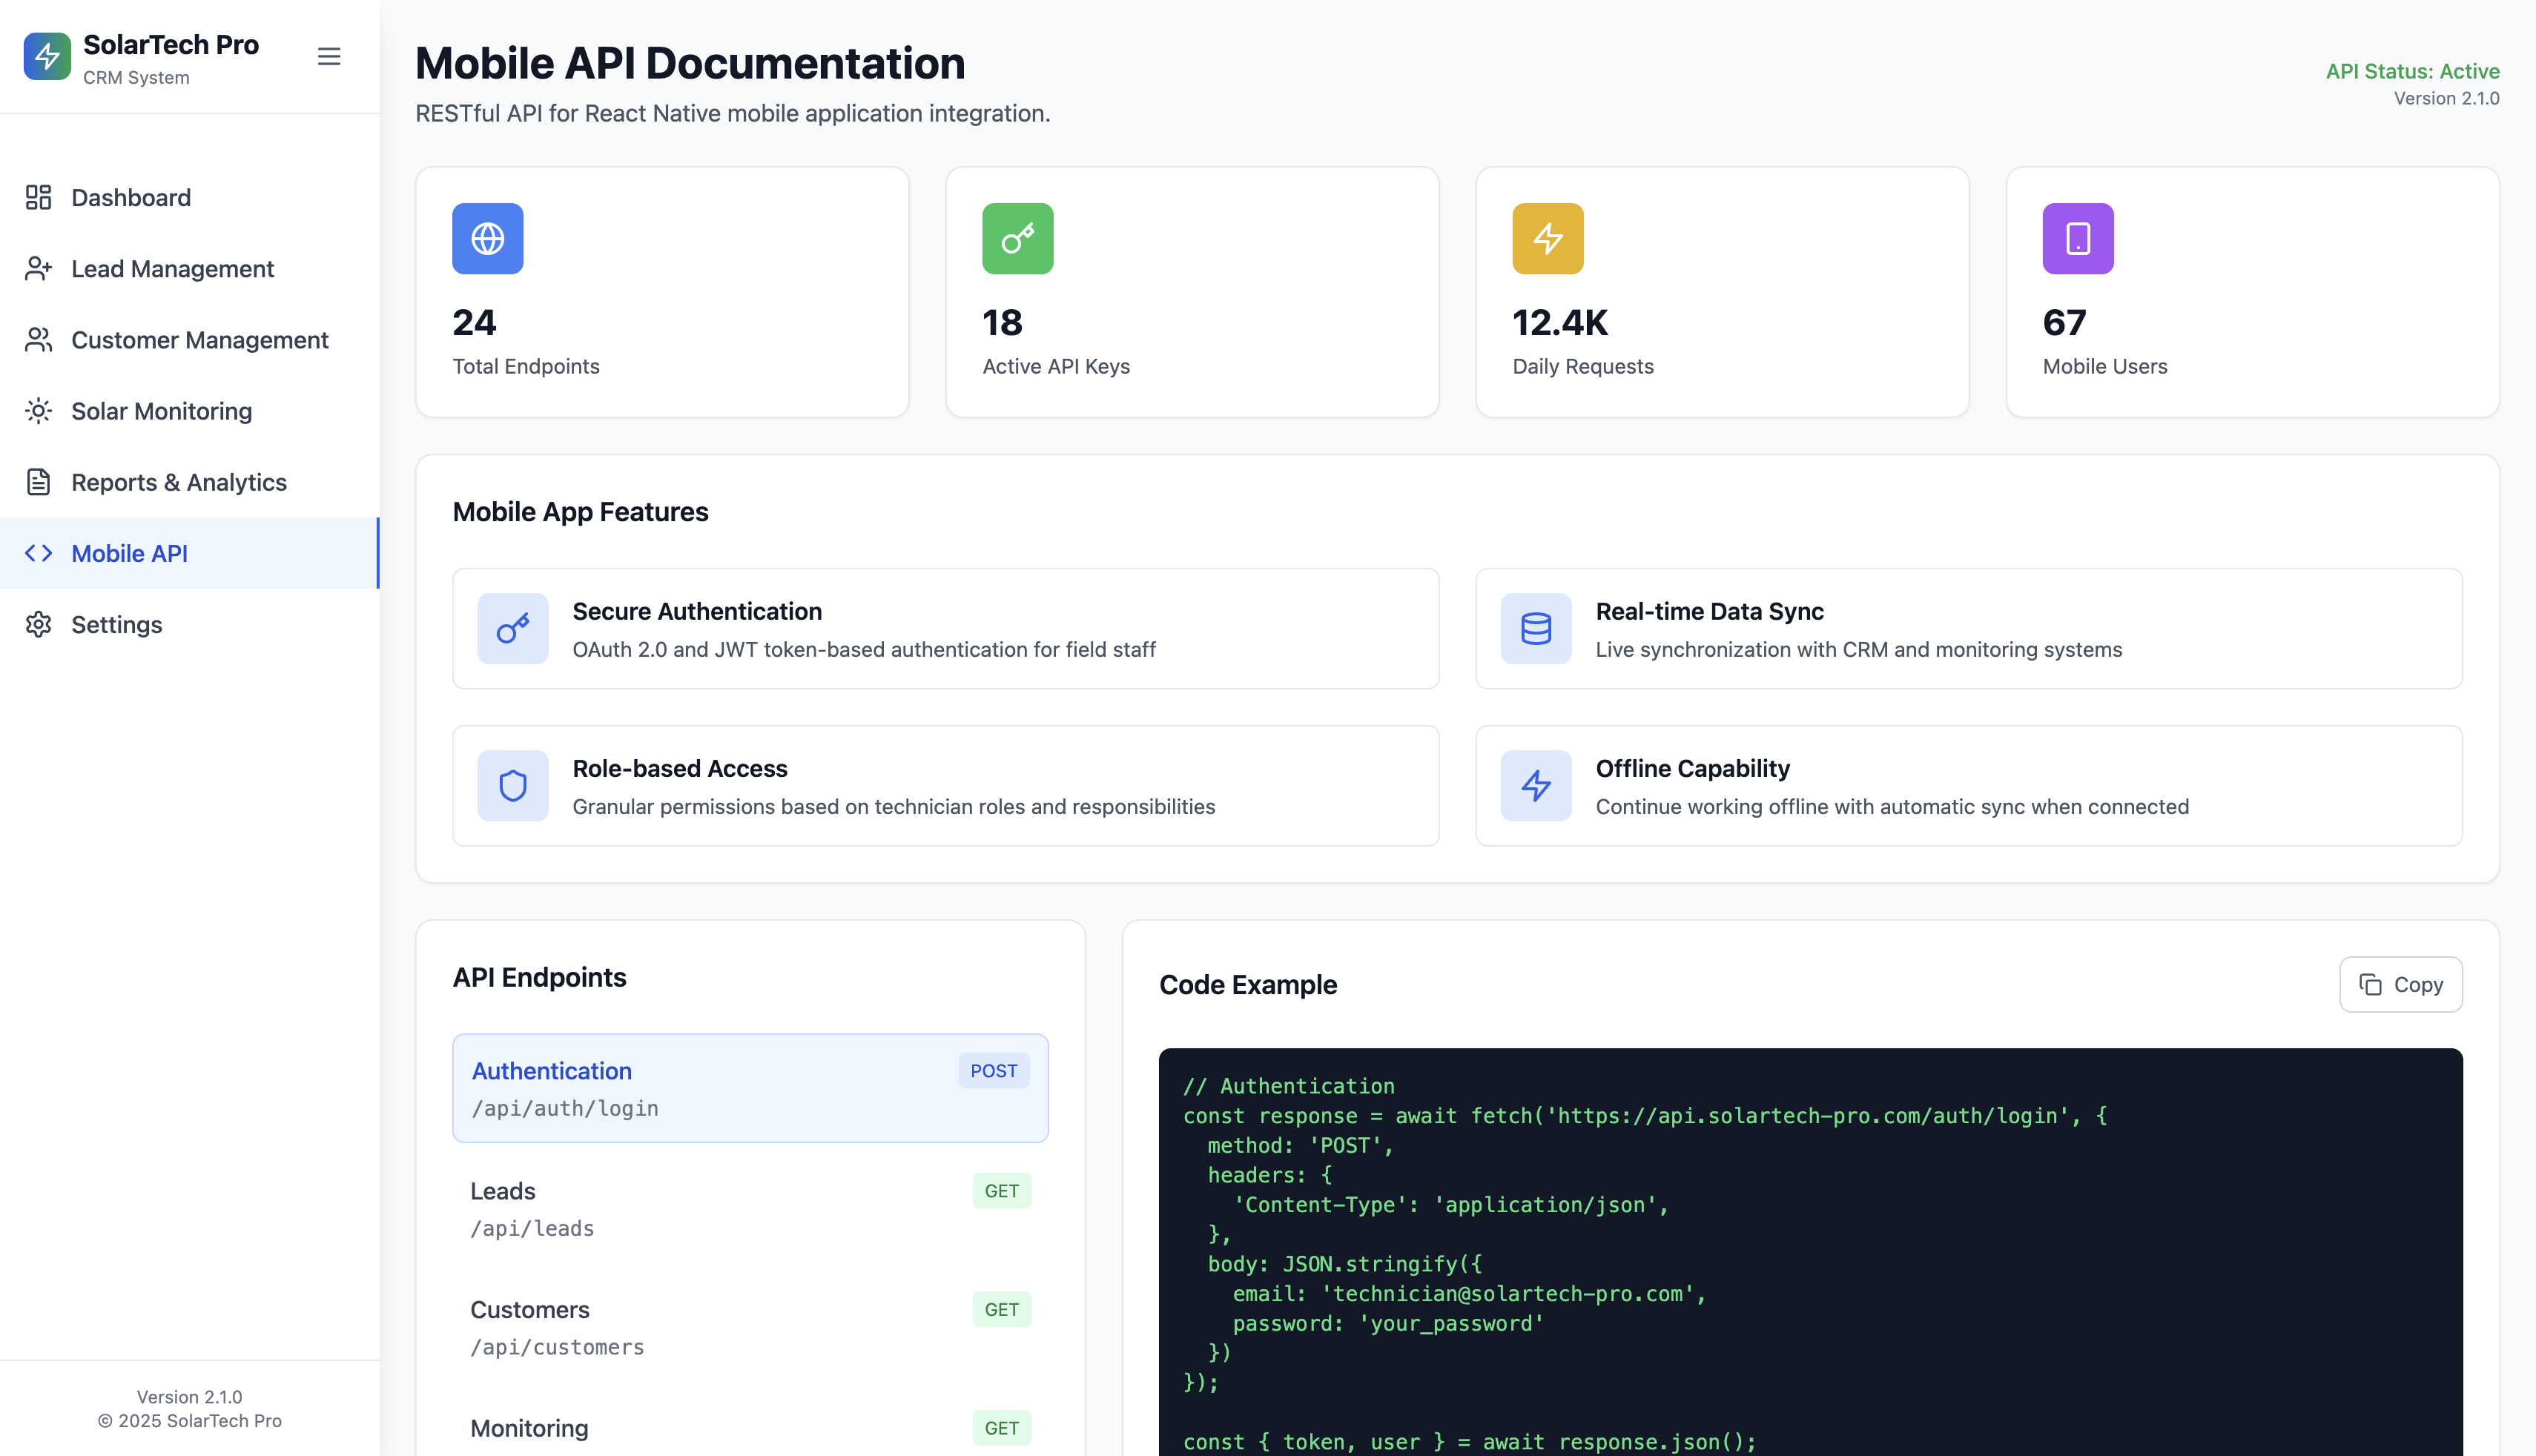 SolarTech Pro
CRM System
Dashboard
Lead Management
Customer Management
Solar Monitoring
Reports & Analytics
Mobile API
Settings
Version 2.1.0
© 2025 SolarTech Pro
Mobile API Documentation
RESTful API for React Native mobile application integration.
API Status: Active
Version 2.1.0
24
Total Endpoints
18
Active API Keys
12.4K
Daily Requests
67
Mobile Users
Mobile App Features
Secure Authentication
OAuth 2.0 and JWT token-based authentication for field staff
Real-time Data Sync
Live synchronization with CRM and monitoring systems
Role-based Access
Granular permissions based on technician roles and responsibilities
Offline Capability
Continue working offline with automatic sync when connected
API Endpoints
Authentication POST
/api/auth/login
Leads GET
/api/leads
Customers GET
/api/customers
Monitoring GET
Code Example
Copy
// Authentication
const response = await fetch('https://api.solartech-pro.com/auth/login', {
  method: 'POST',
  headers: {
    'Content-Type': 'application/json',
  },
  body: JSON.stringify({
    email: 'technician@solartech-pro.com',
    password: 'your_password'
  })
});
const { token, user } = await response.json();